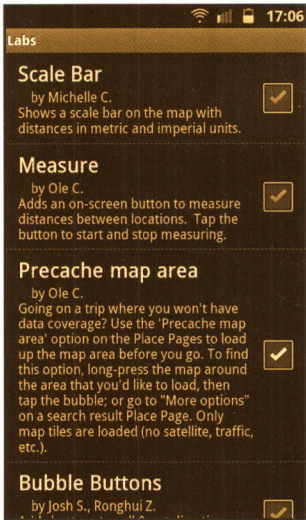 17:06
Labs
Scale Bar
by Michelle C.
Shows a scale bar on the map with
distances in metric and imperial units.
Measure
by Ole C.
Adds an on-screen button to measure
distances between locations. Tap the
button to start and stop measuring.
Precache map area
by Ole C.
Going on a trip where you won't have
data coverage? Use the 'Precache map
area' option on the Place Pages to load
up the map area before you go. To find
this option, long-press the map around
the area that you'd like to load, then
tap the bubble; or go to "More options"
on a search result Place Page. Only
map tiles are loaded (no satellite, traffic,
etc.).
Bubble Buttons
by Josh S., Ronghui Z.